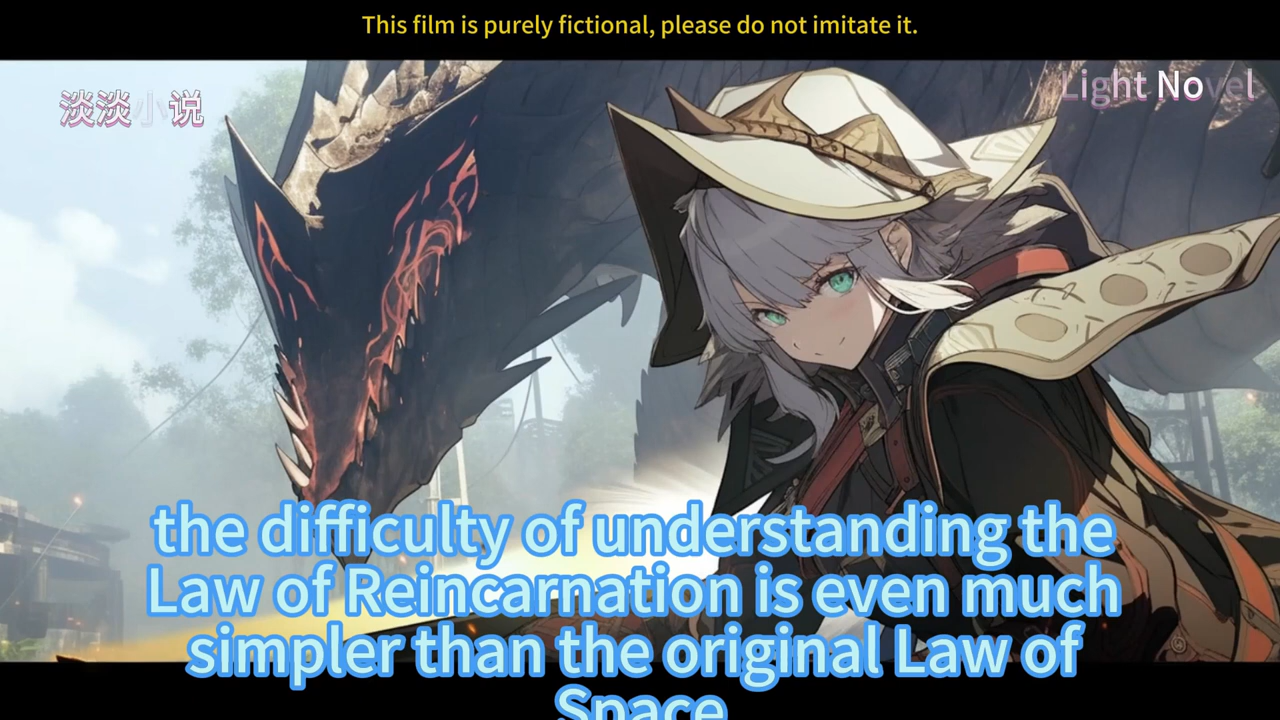 This film is purely fictional, please do not imitate it.
淡淡小说
Light Novel
the difficulty of understanding the
Law of Reincarnation is even much
simpler than the original Law of
Space